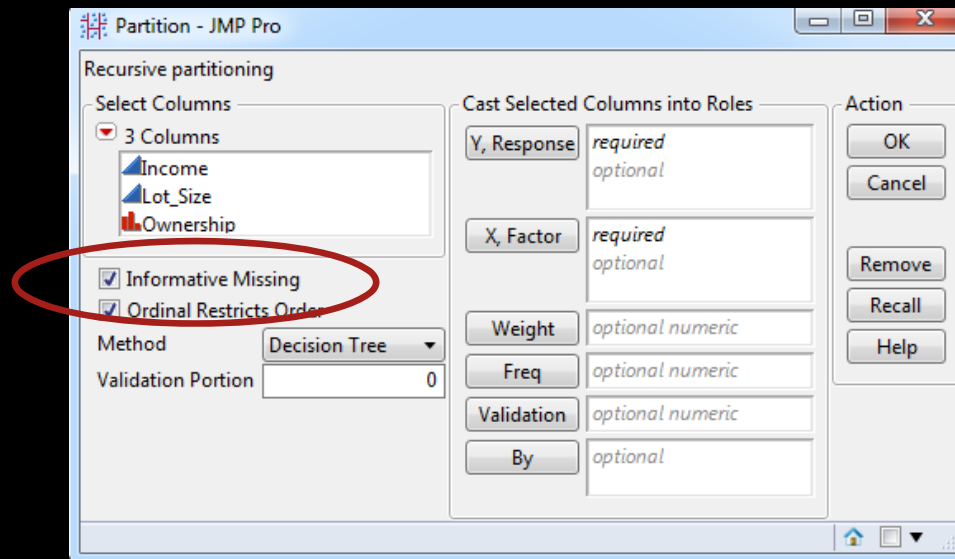 Partition - JMP Pro
Recursive partitioning
Select Columns
3 Columns
Income
Lot_Size
Ownership
Informative Missing
Ordinal Restricts Order
Method Decision Tree
Validation Portion 0
Cast Selected Columns into Roles
Y, Response required
optional
X, Factor required
optional
Weight optional numeric
Freq optional numeric
Validation optional numeric
By optional
Action
OK
Cancel
Remove
Recall
Help